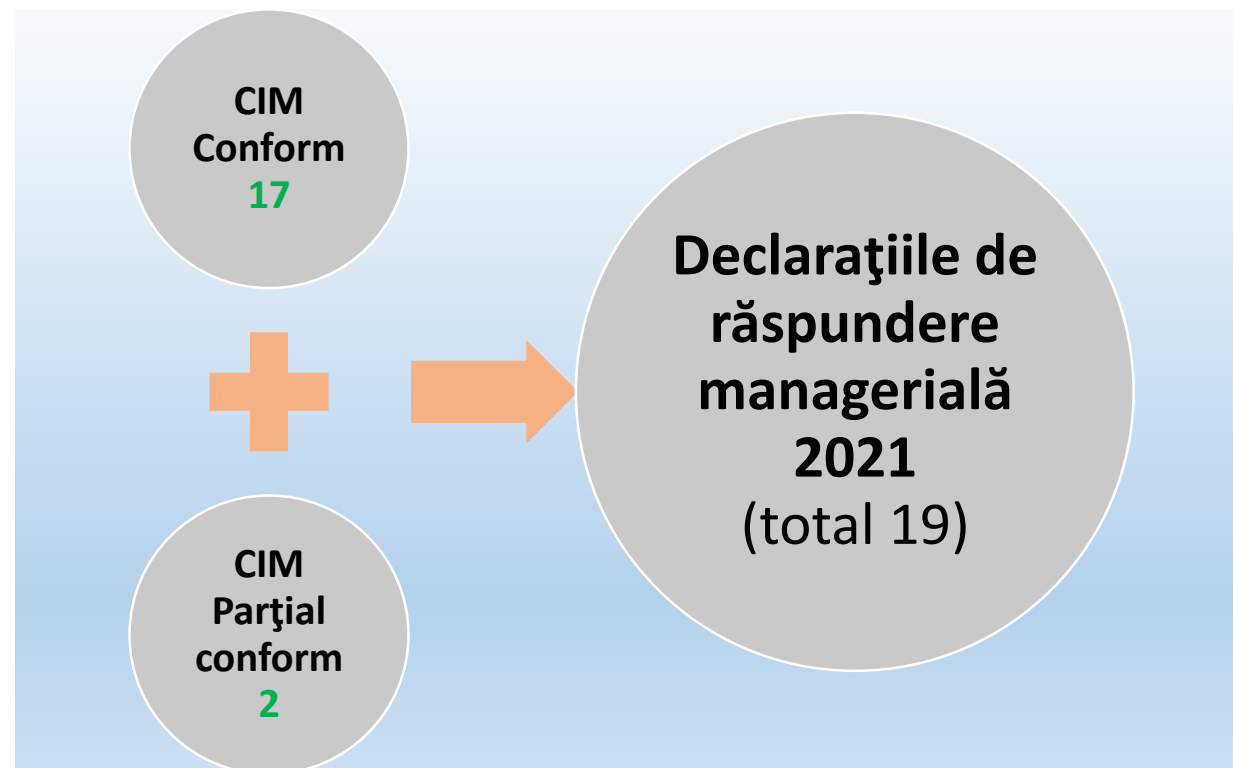 CIM
Conform
17
CIM
Parţial
conform
2
Declaraţiile de
răspundere
managerială
2021
(total 19)